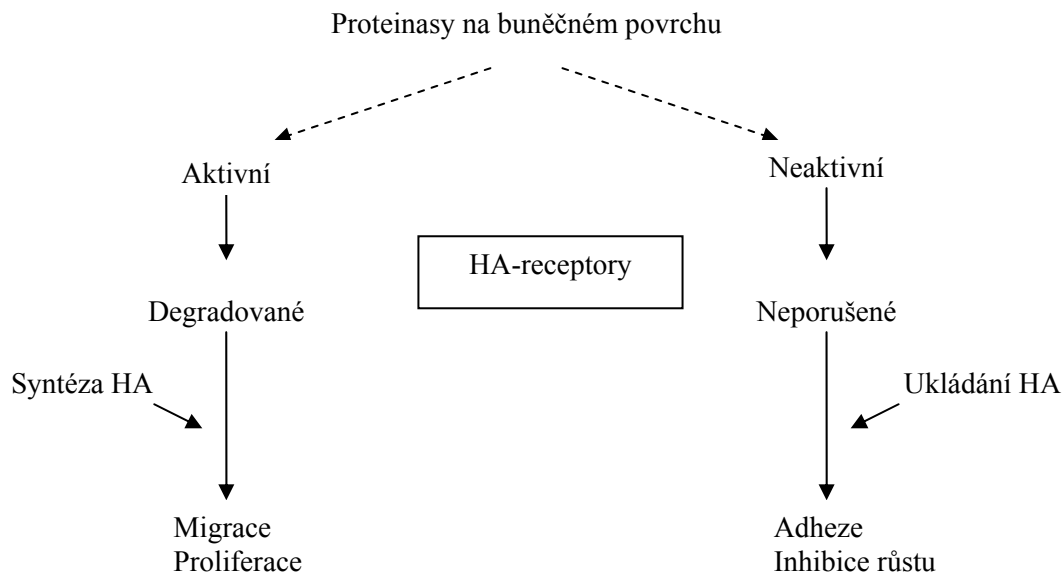 Proteinasy na buněčném povrchu
Aktivní
Neaktivní
HA-receptory
Degradované
Neporušené
Syntéza HA
Ukládání HA
Migrace
Proliferace
Adheze
Inhibice růstu